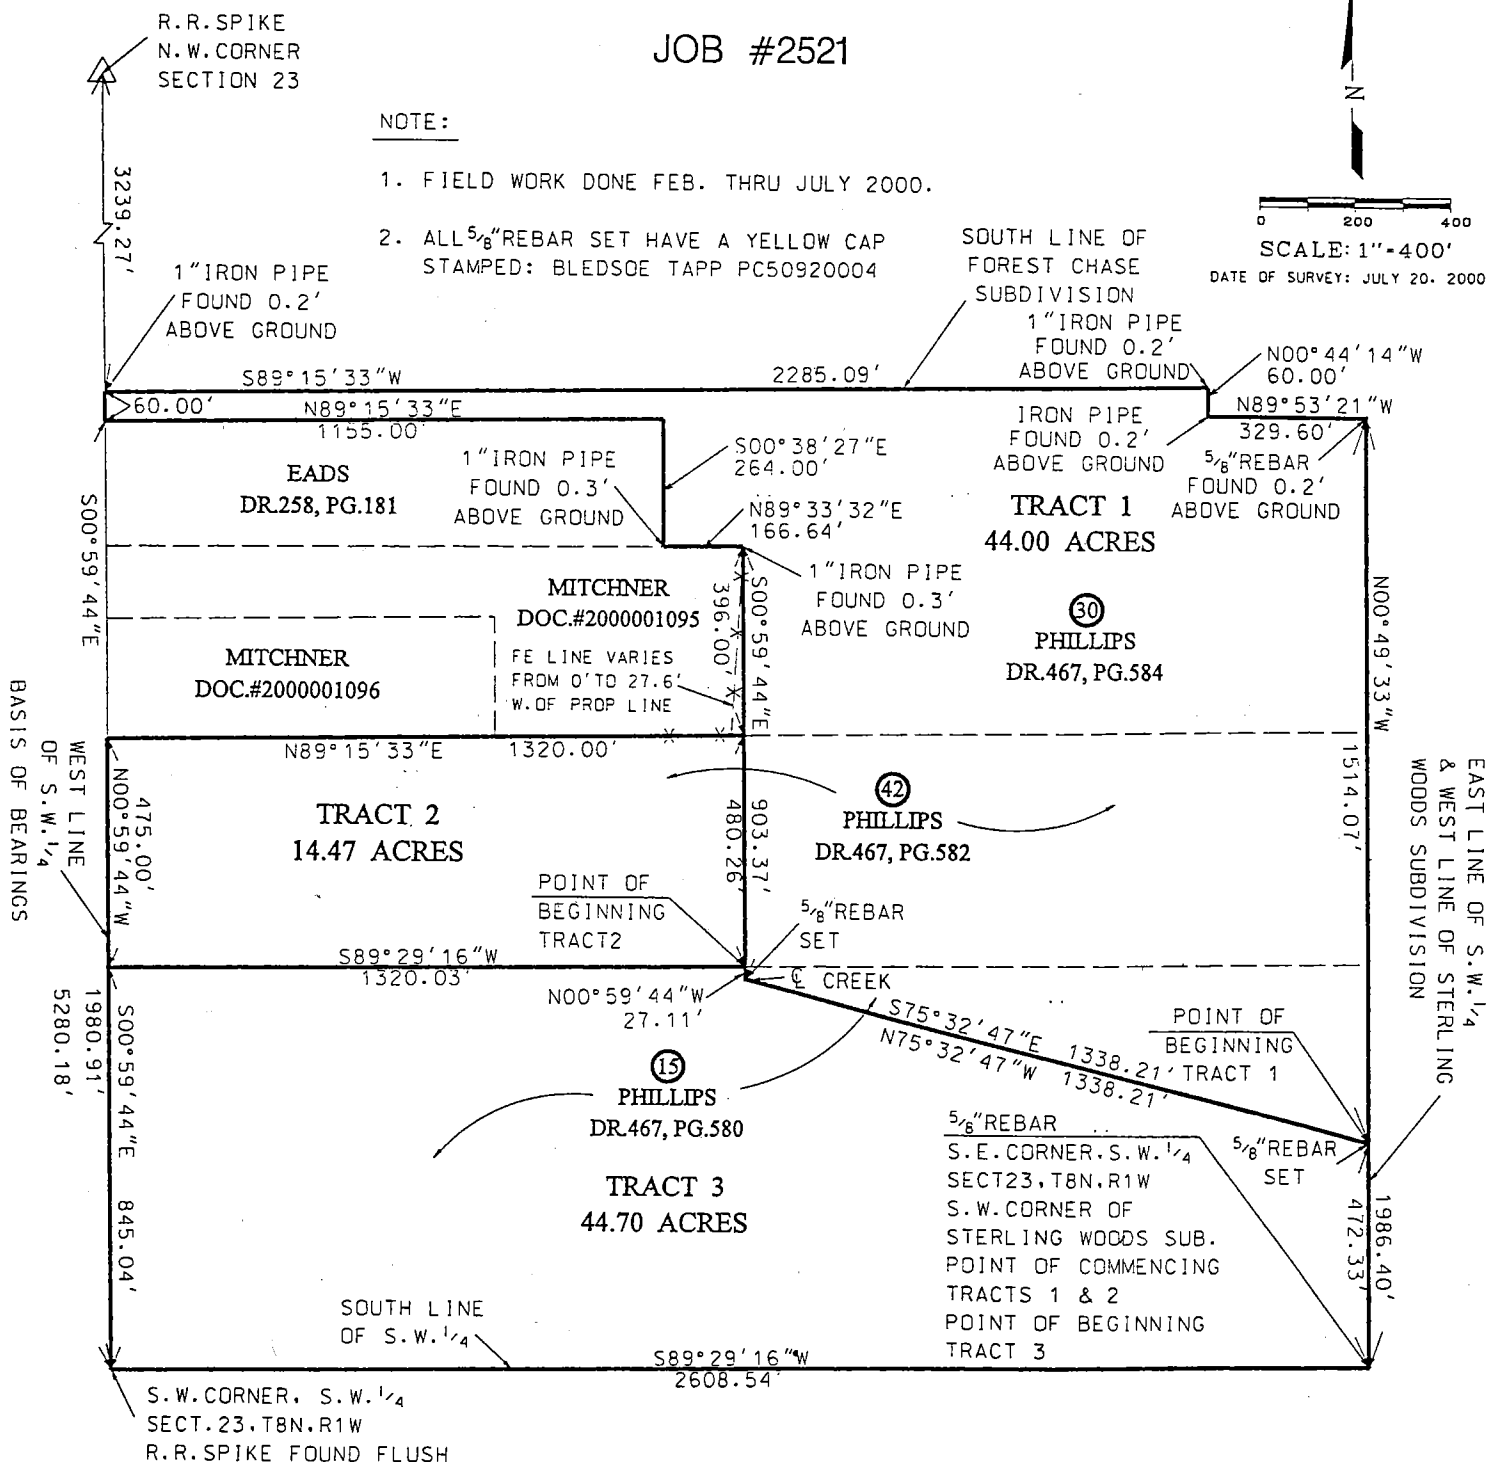 R.R.SPIKE
N.W.CORNER
SECTION 23
JOB #2521
N
0 200 400
SCALE: 1"=400'
DATE OF SURVEY: JULY 20. 2000
NOTE:
1. FIELD WORK DONE FEB. THRU JULY 2000.
2. ALL 5/8"REBAR SET HAVE A YELLOW CAP
STAMPED: BLEDSOE TAPP PC50920004
3239.27'
1"IRON PIPE
FOUND 0.2'
ABOVE GROUND
SOUTH LINE OF
FOREST CHASE
SUBDIVISION
1"IRON PIPE
FOUND 0.2'
ABOVE GROUND
N00°44'14"W
60.00'
S89°15'33"W
2285.09'
60.00'
N89°15'33"E
1155.00'
IRON PIPE
FOUND 0.2'
ABOVE GROUND
N89°53'21"W
329.60'
5/8"REBAR
FOUND 0.2'
ABOVE GROUND
EADS
DR.258, PG.181
1"IRON PIPE
FOUND 0.3'
ABOVE GROUND
S00°38'27"E
264.00'
N89°33'32"E
166.64'
TRACT 1
44.00 ACRES
S00°59'44"E
MITCHNER
DOC.#2000001095
396.00'
S00°59'44"E
1"IRON PIPE
FOUND 0.3'
ABOVE GROUND
30
PHILLIPS
DR.467, PG.584
N00°49'33"W
1514.07'
MITCHNER
DOC.#2000001096
FE LINE VARIES
FROM 0'TO 27.6'
W.OF PROP LINE
N89°15'33"E
1320.00'
BASIS OF BEARINGS
WEST LINE
OF S.W.1/4
475.00'
N00°59'44"W
TRACT 2
14.47 ACRES
903.37'
480.26'
42
PHILLIPS
DR.467, PG.582
EAST LINE OF S.W.1/4
& WEST LINE OF STERLING
WOODS SUBDIVISION
POINT OF
BEGINNING
TRACT2
5/8"REBAR
SET
S89°29'16"W
1320.03'
N00°59'44"W
27.11'
℄ CREEK
S75°32'47"E 1338.21'
N75°32'47"W 1338.21'
POINT OF
BEGINNING
TRACT 1
S00°59'44"E 845.04'
1980.91'
5280.18'
15
PHILLIPS
DR.467, PG.580
TRACT 3
44.70 ACRES
5/8"REBAR
S.E.CORNER.S.W.1/4
SECT23.T8N.R1W
S.W.CORNER OF
STERLING WOODS SUB.
POINT OF COMMENCING
TRACTS 1 & 2
POINT OF BEGINNING
TRACT 3
5/8"REBAR
SET
1986.40'
472.33'
SOUTH LINE
OF S.W.1/4
S89°29'16"W
2608.54'
S.W.CORNER. S.W.1/4
SECT.23.T8N.R1W
R.R.SPIKE FOUND FLUSH